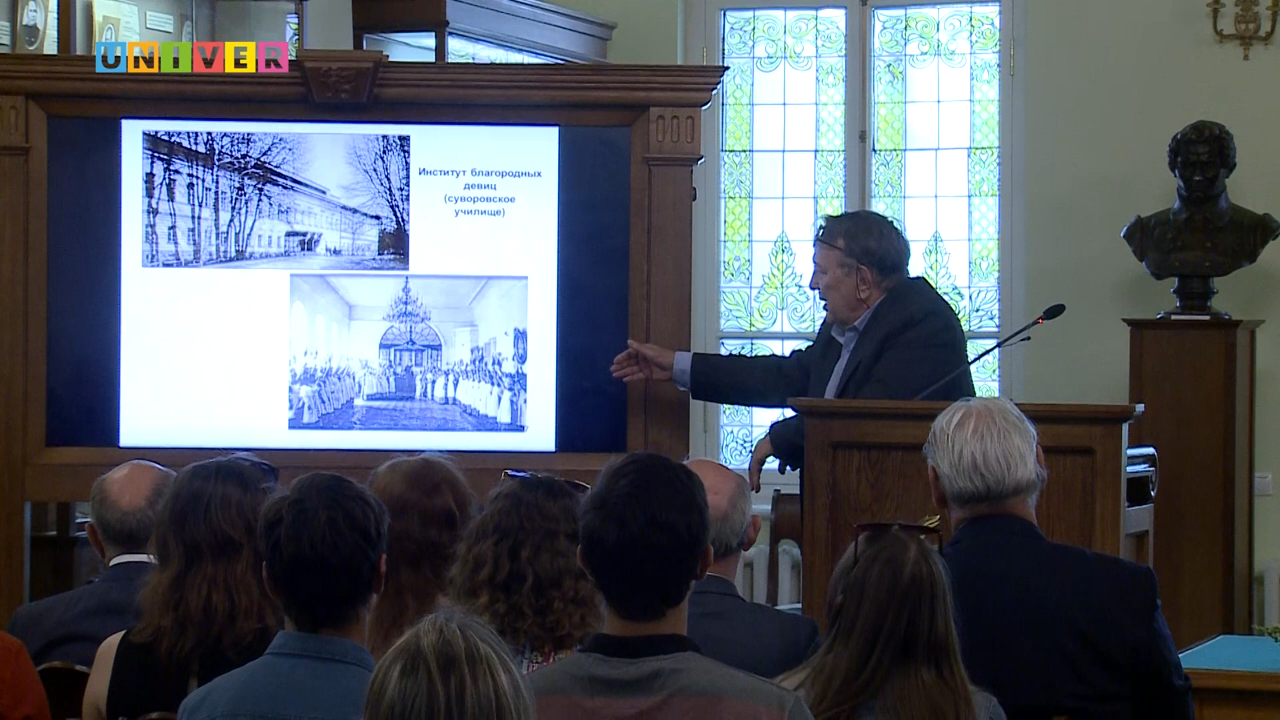 UNIVER
Институт благородных
девиц
(суворовское
училище)